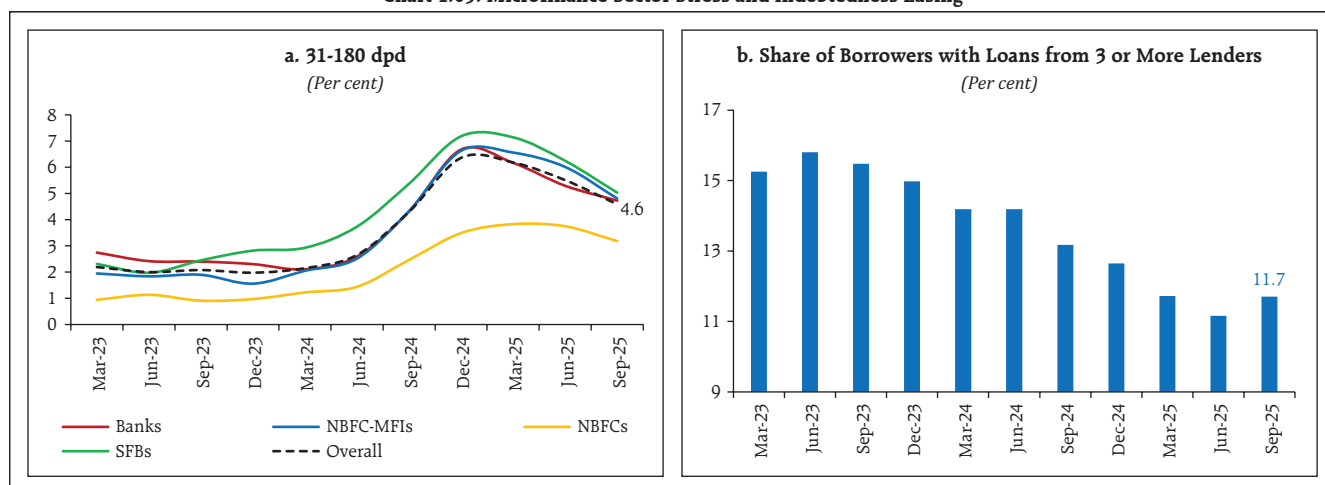 a. 31-180 dpd
(Per cent)
8
7
6
5
4
3
2
1
0
4.6
Mar-23
Jun-23
Sep-23
Dec-23
Mar-24
Jun-24
Sep-24
Dec-24
Mar-25
Jun-25
Sep-25
Banks NBFC-MFIs NBFCs
SFBs Overall
b. Share of Borrowers with Loans from 3 or More Lenders
(Per cent)
17
15
13
11
9
11.7
Mar-23
Jun-23
Sep-23
Dec-23
Mar-24
Jun-24
Sep-24
Dec-24
Mar-25
Jun-25
Sep-25